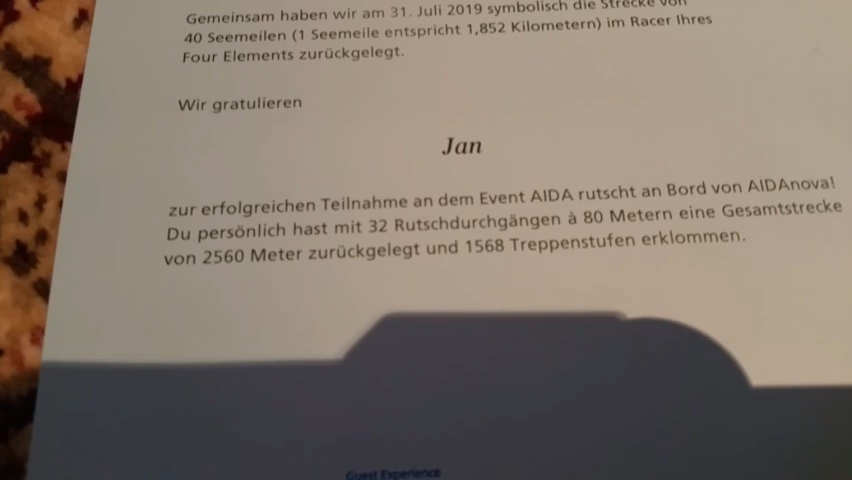 Gemeinsam haben wir am 31. Juli 2019 symbolisch die Strecke von
40 Seemeilen (1 Seemeile entspricht 1,852 Kilometern) im Racer Ihres
Four Elements zurückgelegt.
Wir gratulieren
Jan
zur erfolgreichen Teilnahme an dem Event AIDA rutscht an Bord von AIDAnova!
Du persönlich hast mit 32 Rutschdurchgängen à 80 Metern eine Gesamtstrecke
von 2560 Meter zurückgelegt und 1568 Treppenstufen erklommen.
Guest Experience